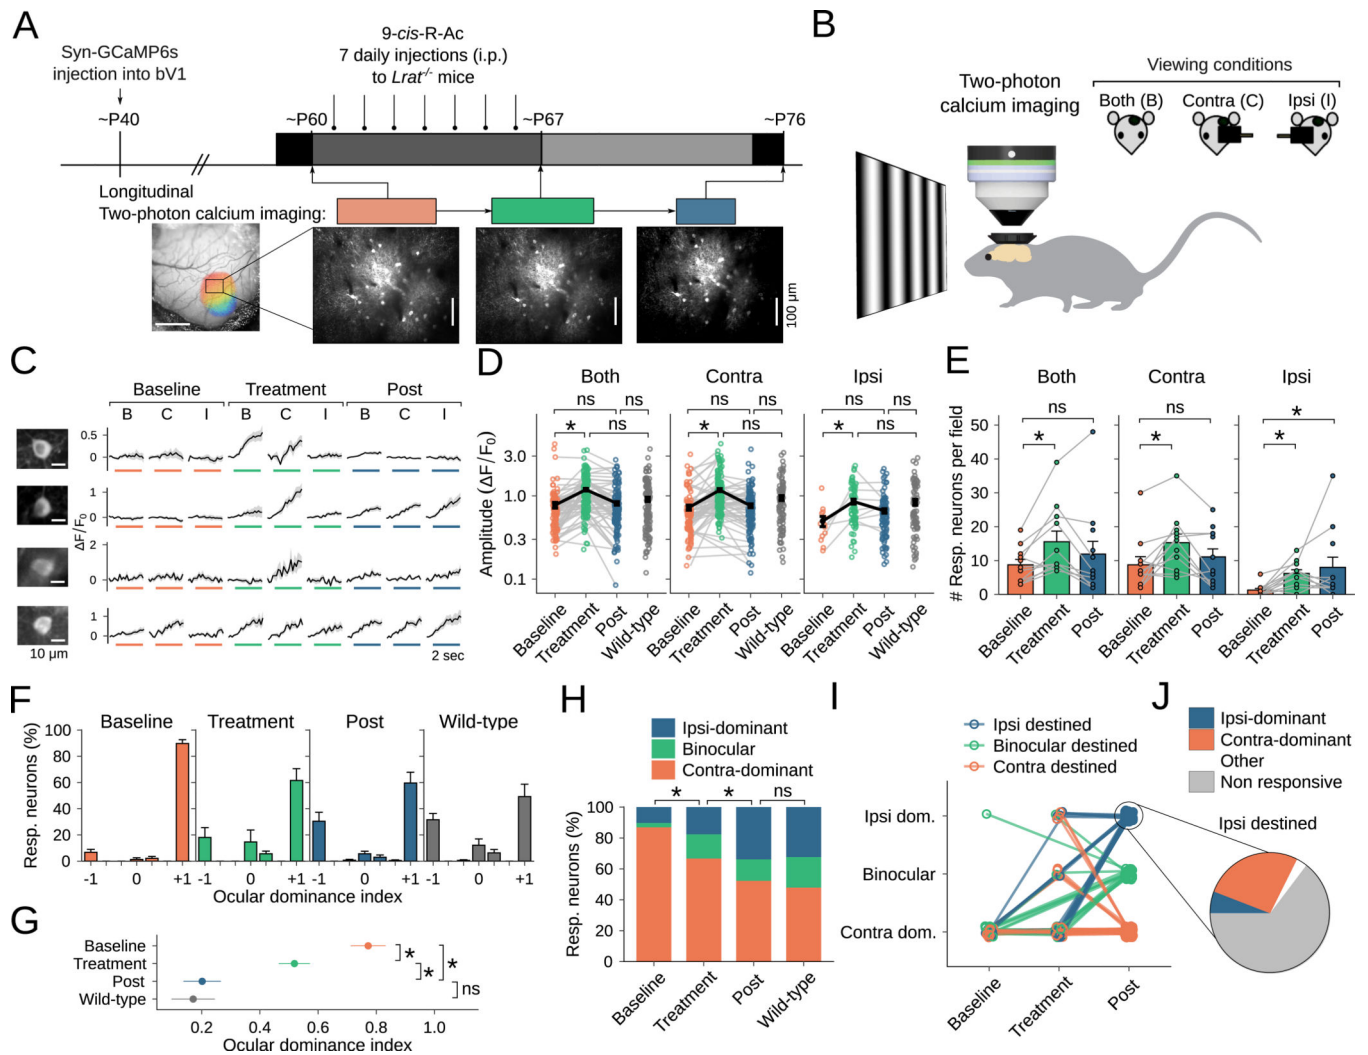 A
Syn-GCaMP6s
injection into bV1
9-cis-R-Ac
7 daily injections (i.p.)
to Lrat-/- mice
~P40
~P60
~P67
~P76
Longitudinal
Two-photon calcium imaging:
100 µm
B
Two-photon
calcium imaging
Viewing conditions
Both (B)
Contra (C)
Ipsi (I)
C
Baseline
Treatment
Post
B C I B C I B C I
0.5
0
1
0
2
0
1
0
ΔF/F0
10 µm
2 sec
D
Both
Contra
Ipsi
ns ns ns ns ns ns
* ns * ns * ns
Amplitude (ΔF/F0)
3.0
1.0
0.3
0.1
Baseline
Treatment
Post
Wild-type
Baseline
Treatment
Post
Wild-type
Baseline
Treatment
Post
Wild-type
E
Both
Contra
Ipsi
ns ns *
* * *
# Resp. neurons per field
50
40
30
20
10
0
Baseline
Treatment
Post
Baseline
Treatment
Post
Baseline
Treatment
Post
F
Baseline
Treatment
Post
Wild-type
Resp. neurons (%)
100
80
60
40
20
0
-1 0 +1 -1 0 +1 -1 0 +1 -1 0 +1
Ocular dominance index
Ocular dominance index
G
Baseline
Treatment
Post
Wild-type
* * *
ns
0.2 0.4 0.6 0.8 1.0
Ocular dominance index
H
Ipsi-dominant
Binocular
Contra-dominant
* * ns
Resp. neurons (%)
100
80
60
40
20
0
Baseline
Treatment
Post
Wild-type
I
Ipsi destined
Binocular destined
Contra destined
Ipsi dom.
Binocular
Contra dom.
Baseline
Treatment
Post
J
Ipsi-dominant
Contra-dominant
Other
Non responsive
Ipsi destined